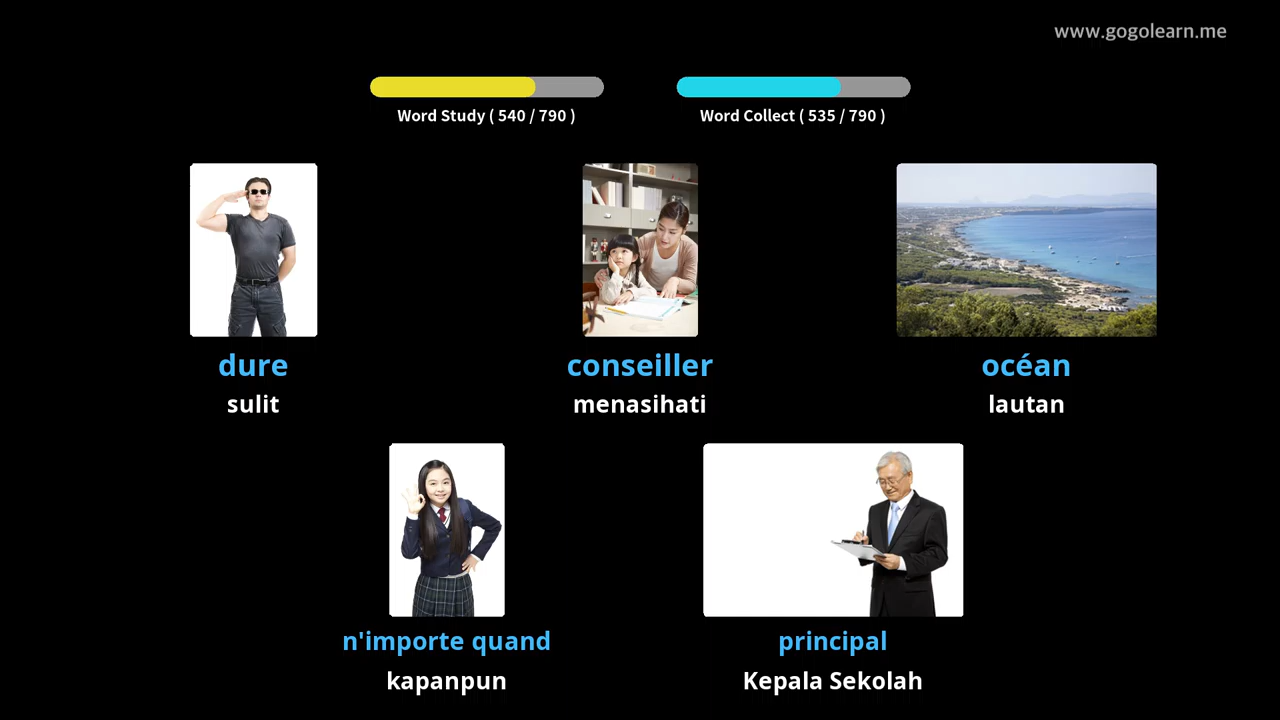 www.gogolearn.me
Word Study ( 540 / 790 )
Word Collect ( 535 / 790 )
dure
sulit
conseiller
menasihati
océan
lautan
n'importe quand
kapanpun
principal
Kepala Sekolah